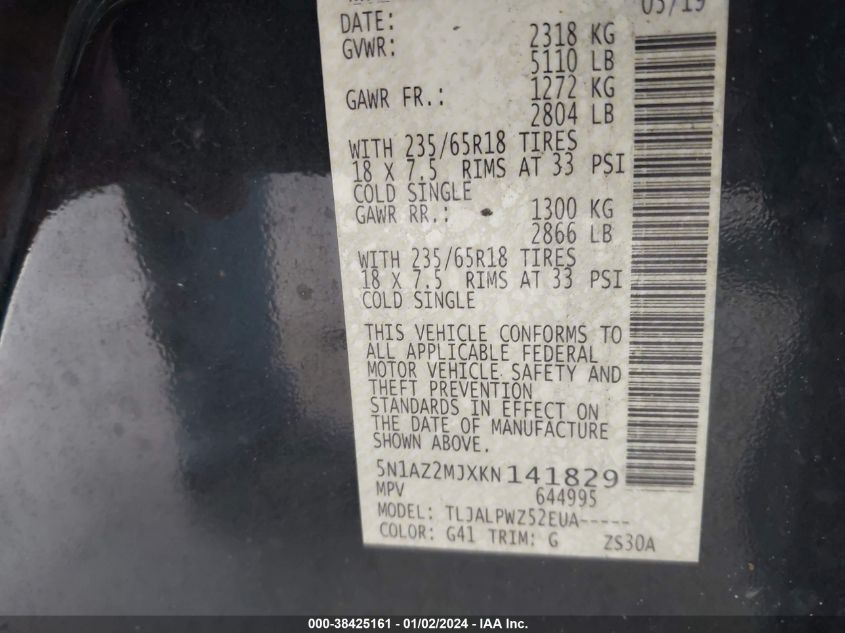 05/19
DATE:
GVWR: 2318 KG
5110 LB
GAWR FR.: 1272 KG
2804 LB
WITH 235/65R18 TIRES
18 X 7.5 RIMS AT 33 PSI
COLD SINGLE
GAWR RR.: 1300 KG
2866 LB
WITH 235/65R18 TIRES
18 X 7.5 RIMS AT 33 PSI
COLD SINGLE
THIS VEHICLE CONFORMS TO
ALL APPLICABLE FEDERAL
MOTOR VEHICLE SAFETY AND
THEFT PREVENTION
STANDARDS IN EFFECT ON
THE DATE OF MANUFACTURE
SHOWN ABOVE.
5N1AZ2MJXKN141829
MPV 644995
MODEL: TLJALPWZ52EUA-----
COLOR: G41 TRIM: G ZS30A
000-38425161 - 01/02/2024 - IAA Inc.